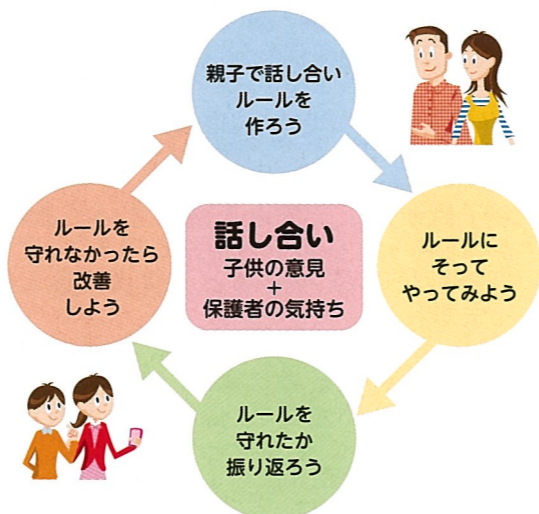 親子で話し合い
ルールを
作ろう
ルールに
そって
やってみよう
ルールを
守れたか
振り返ろう
ルールを
守れなかったら
改善
しよう
話し合い
子供の意見
+
保護者の気持ち